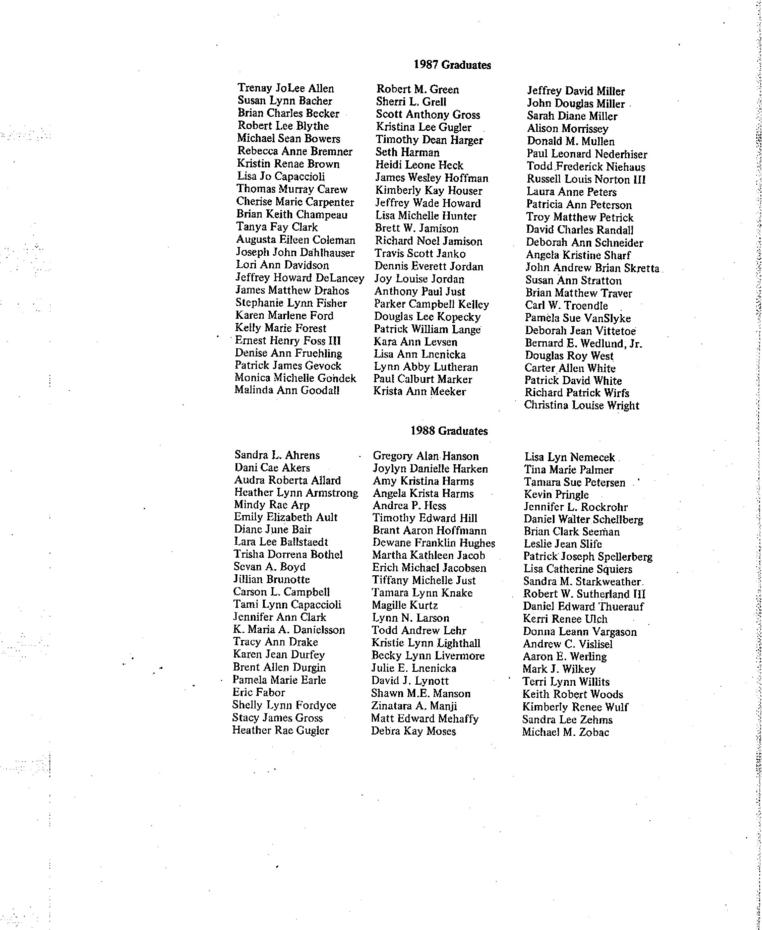 1987 Graduates
Trenay JoLee Allen
Susan Lynn Bacher
Brian Charles Becker
Robert Lee Blythe
Michael Sean Bowers
Rebecca Anne Bremner
Kristin Renae Brown
Lisa Jo Capaccioli
Thomas Murray Carew
Cherise Marie Carpenter
Brian Keith Champeau
Tanya Fay Clark
Augusta Eileen Coleman
Joseph John Dahlhauser
Lori Ann Davidson
Jeffrey Howard DeLancey
James Matthew Drahos
Stephanie Lynn Fisher
Karen Marlene Ford
Kelly Marie Forest
Ernest Henry Foss III
Denise Ann Fruehling
Patrick James Gevock
Monica Michelle Gondek
Malinda Ann Goodall
Robert M. Green
Sherri L. Grell
Scott Anthony Gross
Kristina Lee Gugler
Timothy Dean Harger
Seth Harman
Heidi Leone Heck
James Wesley Hoffman
Kimberly Kay Houser
Jeffrey Wade Howard
Lisa Michelle Hunter
Brett W. Jamison
Richard Noel Jamison
Travis Scott Janko
Dennis Everett Jordan
Joy Louise Jordan
Anthony Paul Just
Parker Campbell Kelley
Douglas Lee Kopecky
Patrick William Lange
Kara Ann Levsen
Lisa Ann Lnenicka
Lynn Abby Lutheran
Paul Calburt Marker
Krista Ann Meeker
Jeffrey David Miller
John Douglas Miller
Sarah Diane Miller
Alison Morrissey
Donald M. Mullen
Paul Leonard Nederhiser
Todd Frederick Niehaus
Russell Louis Norton III
Laura Anne Peters
Patricia Ann Peterson
Troy Matthew Petrick
David Charles Randall
Deborah Ann Schneider
Angela Kristine Sharf
John Andrew Brian Skretta
Susan Ann Stratton
Brian Matthew Traver
Carl W. Troendle
Pamela Sue VanSlyke
Deborah Jean Vittetoe
Bernard E. Wedlund, Jr.
Douglas Roy West
Carter Allen White
Patrick David White
Richard Patrick Wirfs
Christina Louise Wright
1988 Graduates
Sandra L. Ahrens
Dani Cae Akers
Audra Roberta Allard
Heather Lynn Armstrong
Mindy Rae Arp
Emily Elizabeth Ault
Diane June Bair
Lara Lee Ballstaedt
Trisha Dorrena Bothel
Sevan A. Boyd
Jillian Brunotte
Carson L. Campbell
Tami Lynn Capaccioli
Jennifer Ann Clark
K. Maria A. Danielsson
Tracy Ann Drake
Karen Jean Durfey
Brent Allen Durgin
Pamela Marie Earle
Eric Fabor
Shelly Lynn Fordyce
Stacy James Gross
Heather Rae Gugler
Gregory Alan Hanson
Joylyn Danielle Harken
Amy Kristina Harms
Angela Krista Harms
Andrea P. Hess
Timothy Edward Hill
Brant Aaron Hoffmann
Dewane Franklin Hughes
Martha Kathleen Jacob
Erich Michael Jacobsen
Tiffany Michelle Just
Tamara Lynn Knake
Magille Kurtz
Lynn N. Larson
Todd Andrew Lehr
Kristie Lynn Lighthall
Becky Lynn Livermore
Julie E. Lnenicka
David J. Lynott
Shawn M.E. Manson
Zinatara A. Manji
Matt Edward Mehaffy
Debra Kay Moses
Lisa Lyn Nemecek
Tina Marie Palmer
Tamara Sue Petersen
Kevin Pringle
Jennifer L. Rockrohr
Daniel Walter Schellberg
Brian Clark Seeman
Leslie Jean Slife
Patrick Joseph Spellerberg
Lisa Catherine Squiers
Sandra M. Starkweather
Robert W. Sutherland III
Daniel Edward Thuerauf
Kerri Renee Ulch
Donna Leann Vargason
Andrew C. Vislisel
Aaron E. Werling
Mark J. Wilkey
Terri Lynn Willits
Keith Robert Woods
Kimberly Renee Wulf
Sandra Lee Zehms
Michael M. Zobac